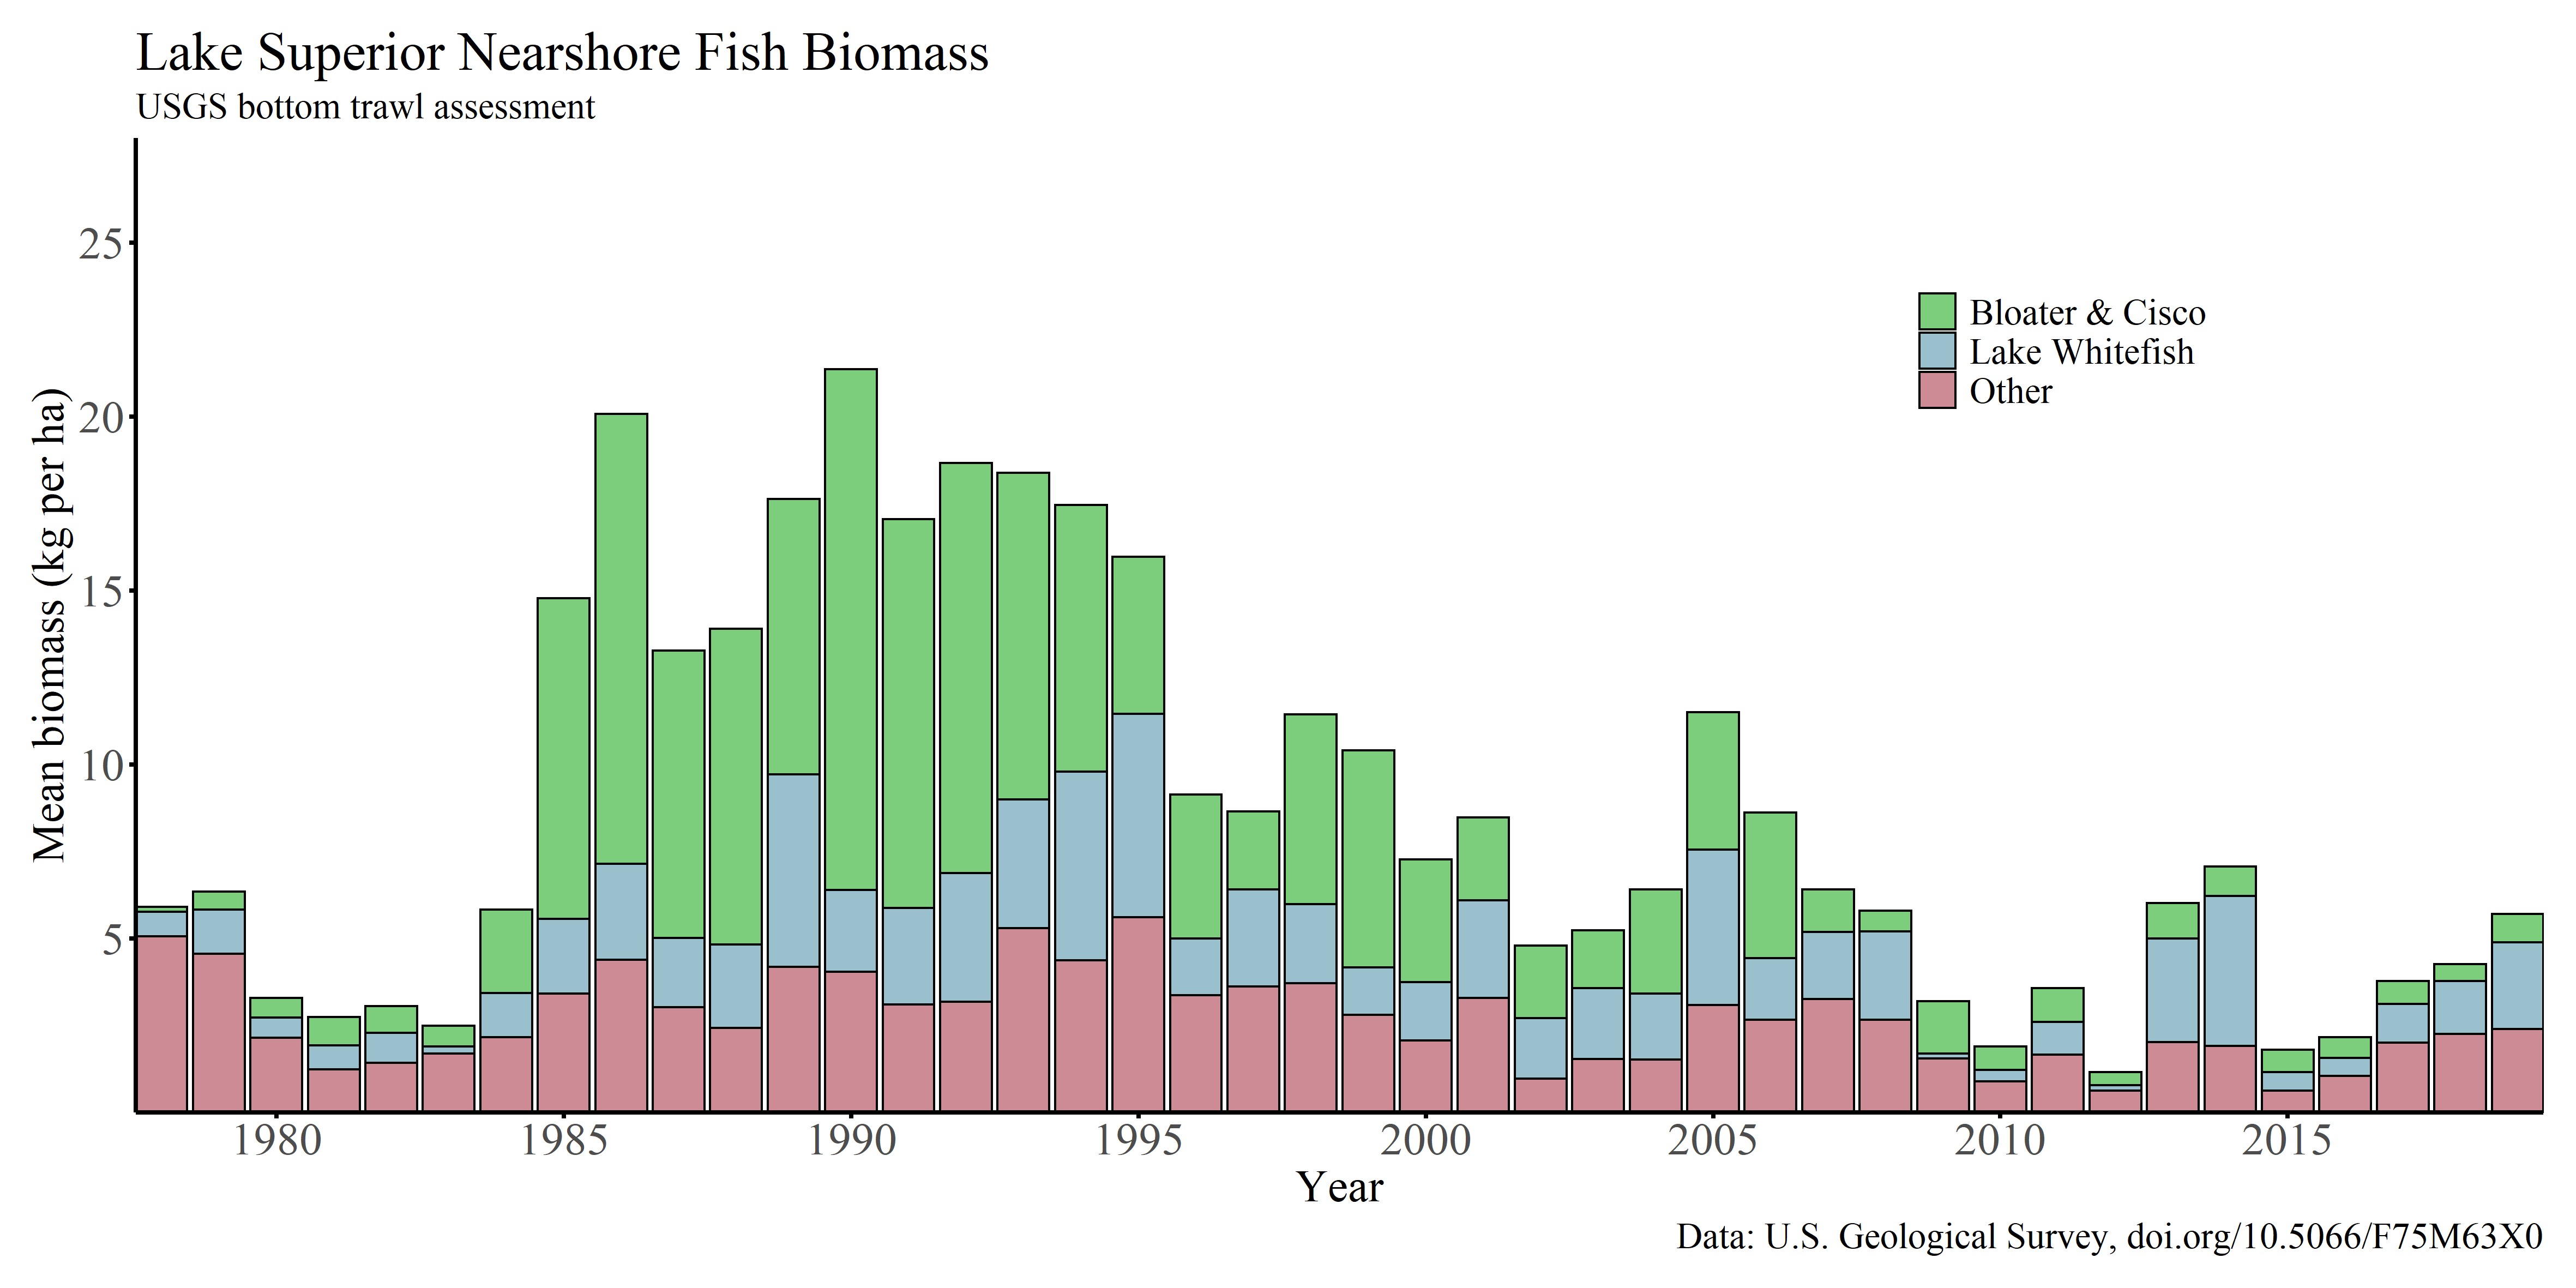 Lake Superior Nearshore Fish Biomass
USGS bottom trawl assessment
Mean biomass (kg per ha)
25
20
15
10
5
Bloater & Cisco
Lake Whitefish
Other
1980 1985 1990 1995 2000 2005 2010 2015
Year
Data: U.S. Geological Survey, doi.org/10.5066/F75M63X0